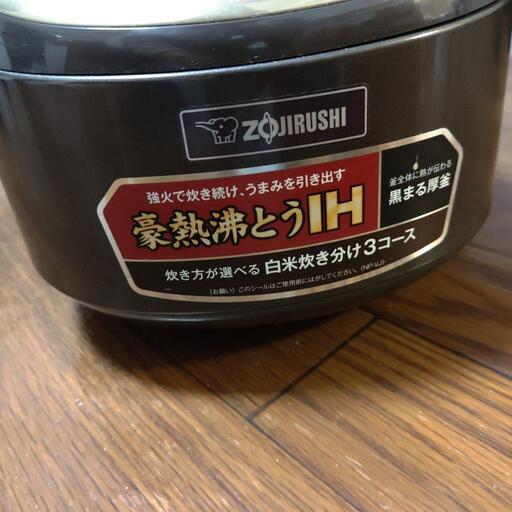 ZOJIRUSHI
強火で炊き続け、うまみを引き出す
豪熱沸とうIH
釜全体に熱が伝わる
黒まる厚釜
炊き方が選べる 白米炊き分け3コース
(お願い) このシールはご使用前にはがしてください。(NP-VJ)